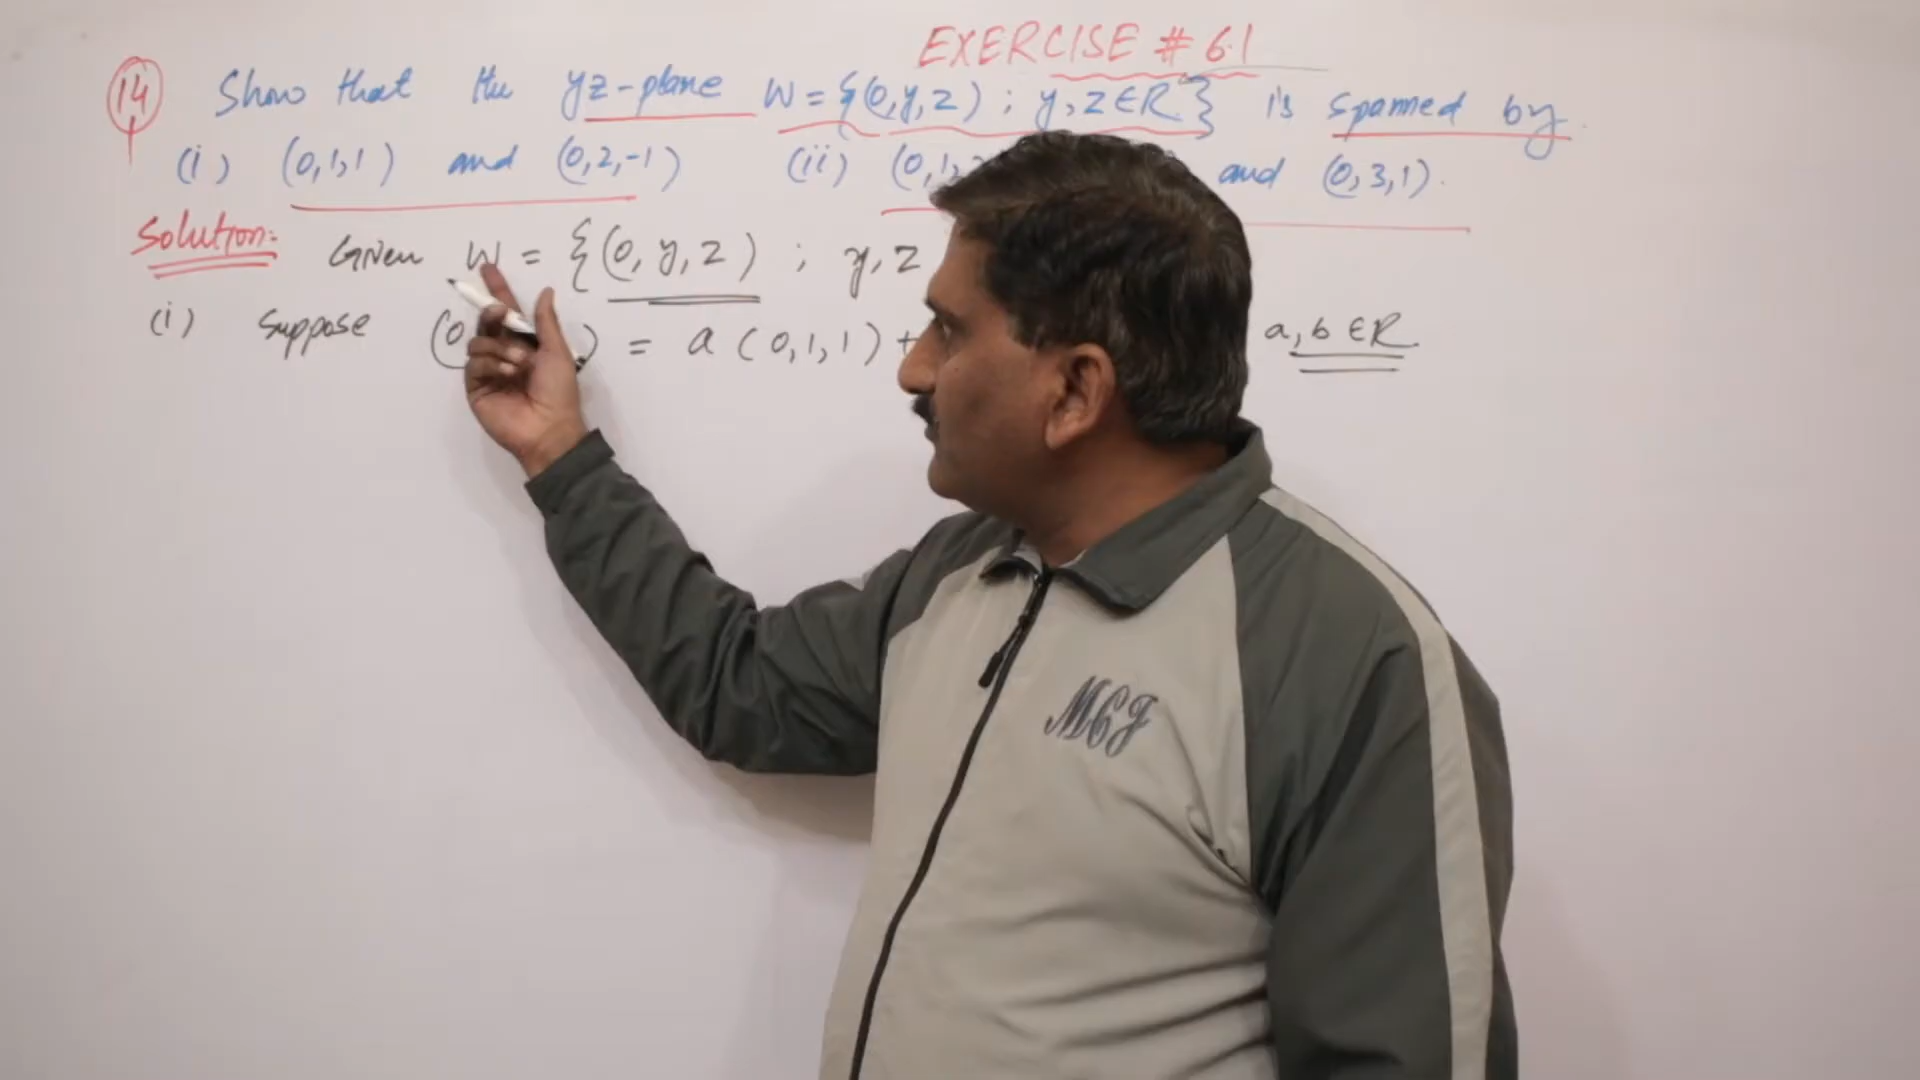 EXERCISE # 6.1
14 Show that the yz-plane W = {(0, y, z) ; y, z ∈ R} is spanned by
(i) (0,1,1) and (0,2,-1) (ii) (0,1, and (0,3,1).
Solution:- Given W = {(0, y, z) ; y, z
(i) Suppose (0 ) = a (0,1,1) + a, b ∈ R
MCJ